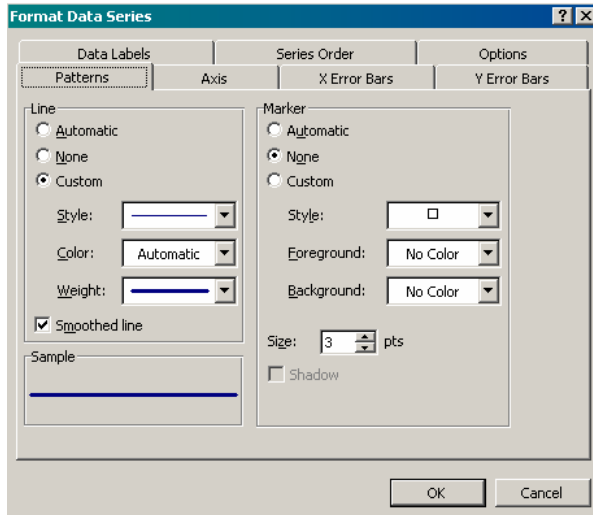 Format Data Series
Data Labels Series Order Options
Patterns Axis X Error Bars Y Error Bars
Line
Automatic
None
Custom
Style:
Color: Automatic
Weight:
Smoothed line
Sample
Marker
Automatic
None
Custom
Style:
Foreground: No Color
Background: No Color
Size: 3 pts
Shadow
OK Cancel